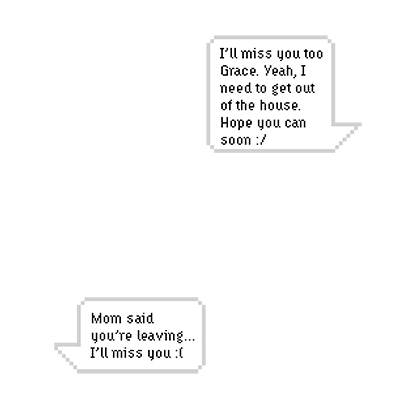 I'll miss you too
Grace. Yeah, I
need to get out
of the house.
Hope you can
soon :/
Mom said
you're leaving...
I'll miss you :(